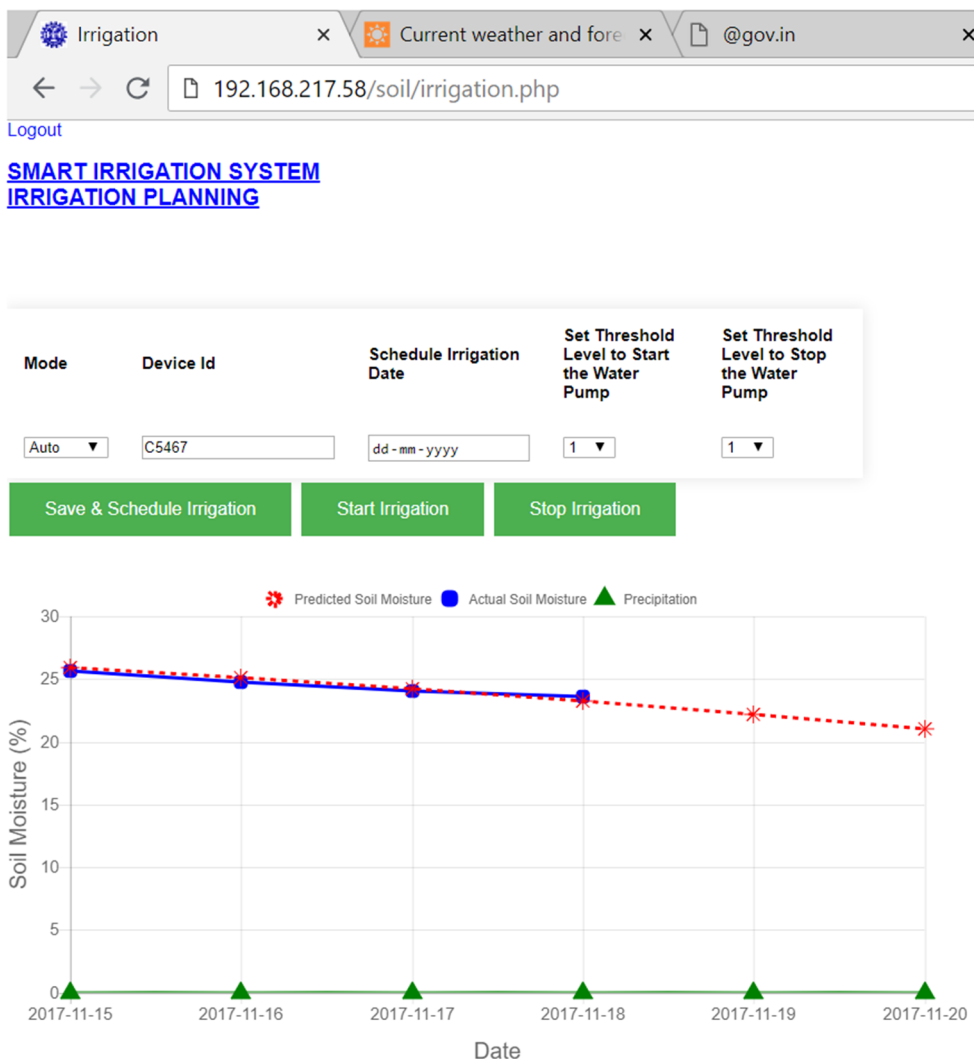 Irrigation
Current weather and fore
@gov.in
192.168.217.58/soil/irrigation.php
Logout
SMART IRRIGATION SYSTEM
IRRIGATION PLANNING
Mode
Device Id
Schedule Irrigation
Date
Set Threshold
Level to Start
the Water
Pump
Set Threshold
Level to Stop
the Water
Pump
Auto
C5467
dd-mm-yyyy
1
1
Save & Schedule Irrigation
Start Irrigation
Stop Irrigation
Predicted Soil Moisture
Actual Soil Moisture
Precipitation
Soil Moisture (%)
30
25
20
15
10
5
0
2017-11-15
2017-11-16
2017-11-17
2017-11-18
2017-11-19
2017-11-20
Date